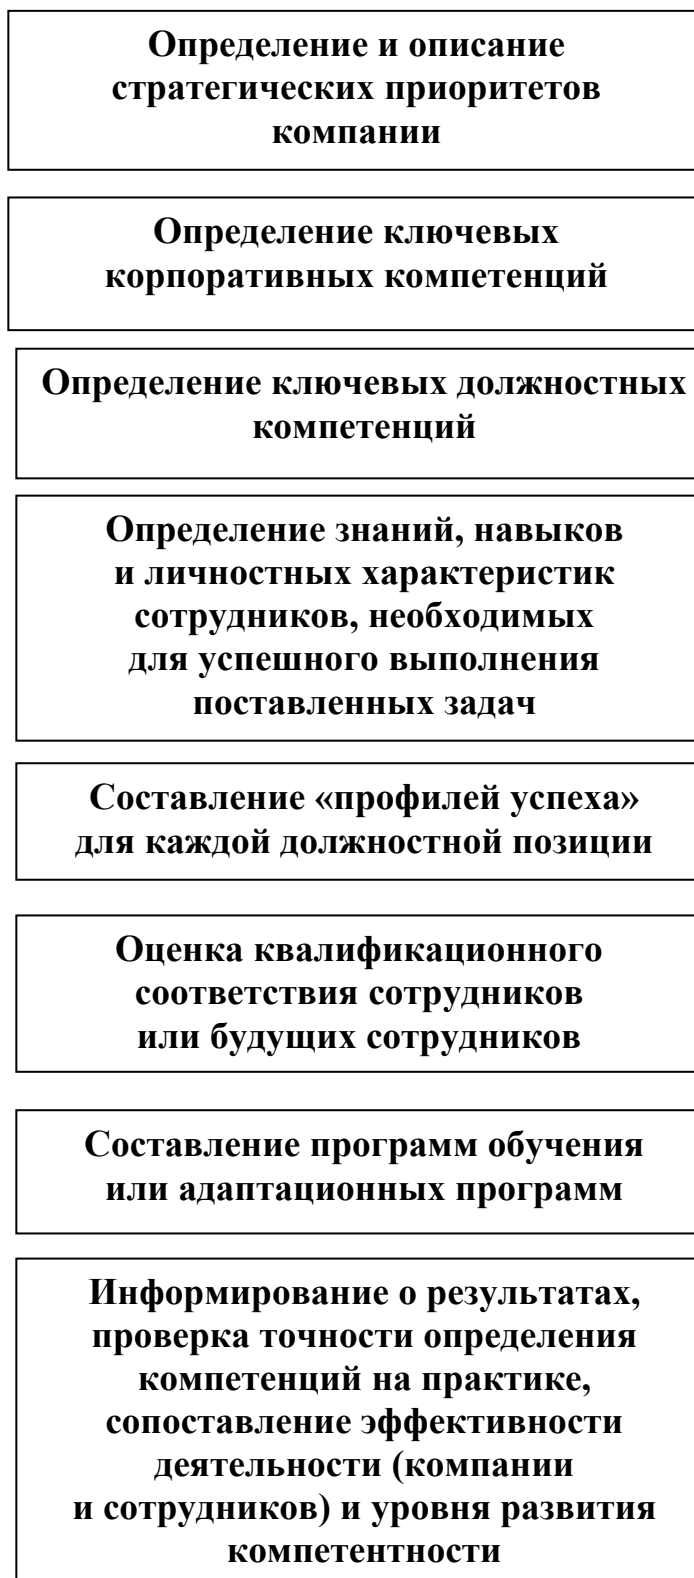 Определение и описание
стратегических приоритетов
компании
Определение ключевых
корпоративных компетенций
Определение ключевых должностных
компетенций
Определение знаний, навыков
и личностных характеристик
сотрудников, необходимых
для успешного выполнения
поставленных задач
Составление «профилей успеха»
для каждой должностной позиции
Оценка квалификационного
соответствия сотрудников
или будущих сотрудников
Составление программ обучения
или адаптационных программ
Информирование о результатах,
проверка точности определения
компетенций на практике,
сопоставление эффективности
деятельности (компании
и сотрудников) и уровня развития
компетентности